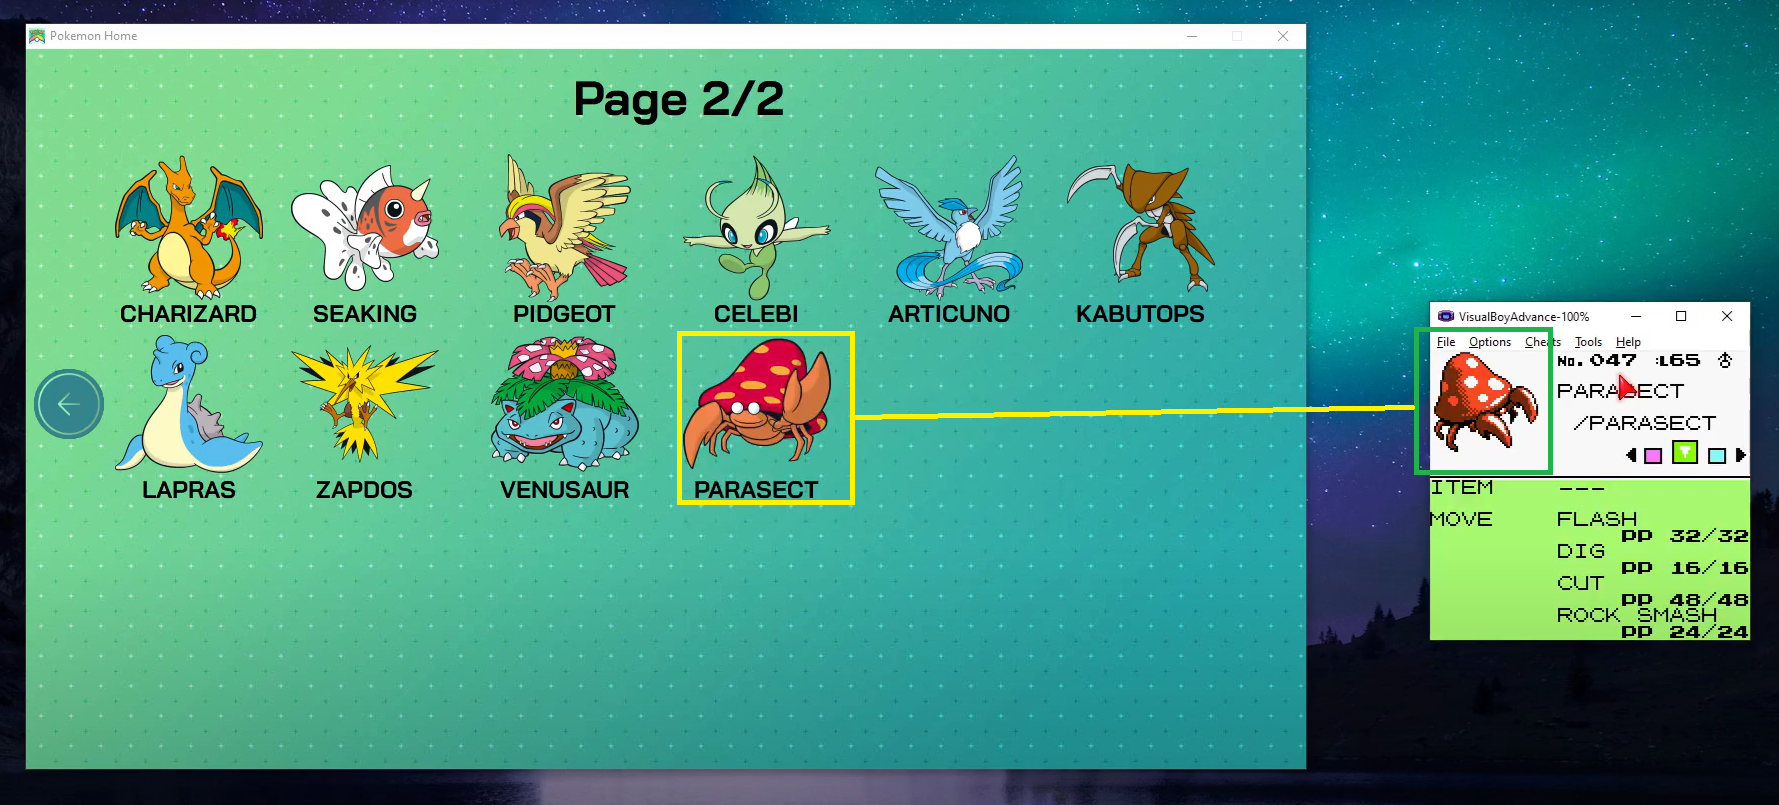 Pokemon Home
Page 2/2
CHARIZARD SEAKING PIDGEOT CELEBI ARTICUNO KABUTOPS
LAPRAS ZAPDOS VENUSAUR PARASECT
VisualBoyAdvance-100%
File Options Cheats Tools Help
No. 047 :L65
PARASECT
/PARASECT
ITEM ---
MOVE FLASH
PP 32/32
DIG
PP 16/16
CUT
PP 48/48
ROCK SMASH
PP 24/24